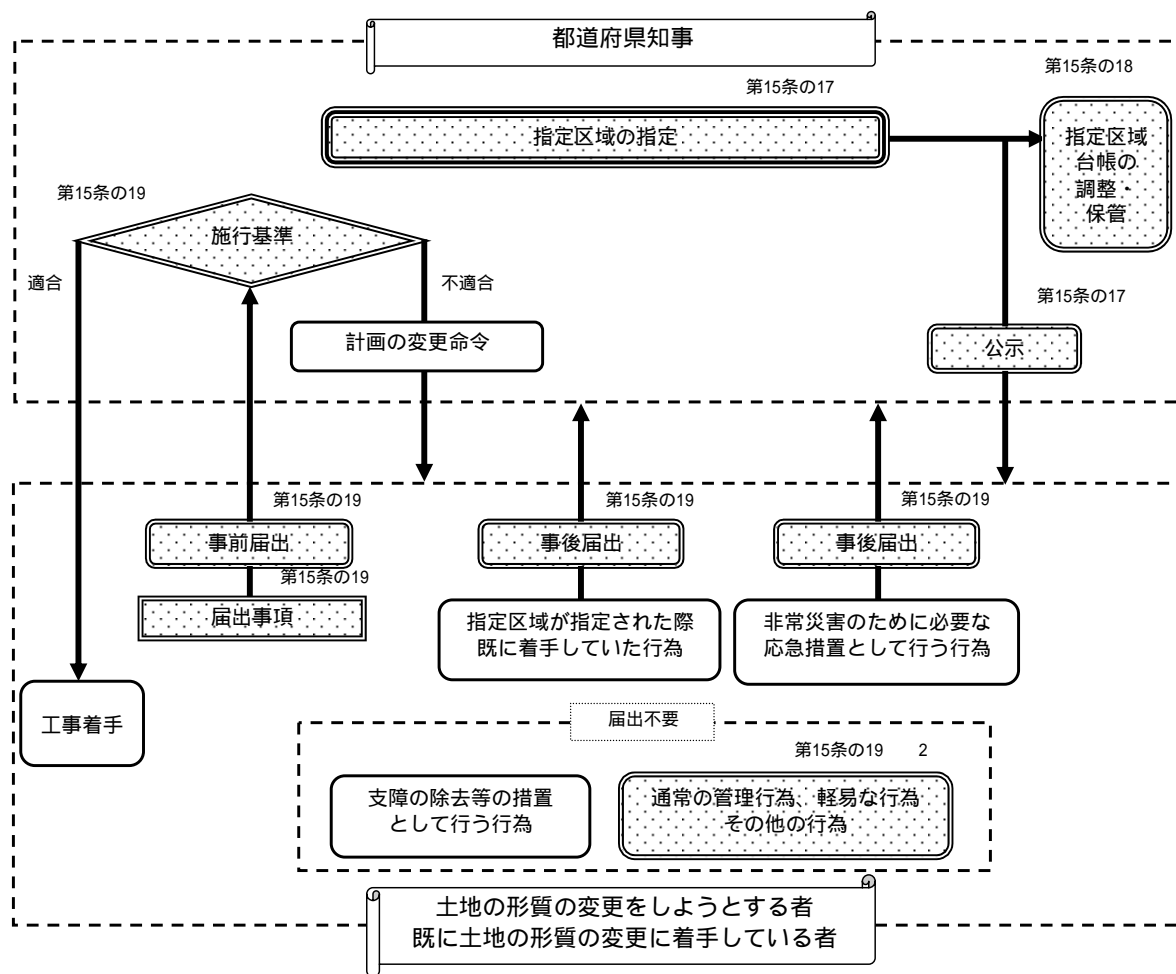 都道府県知事
第15条の17
第15条の18
指定区域の指定
指定区域
台帳の
調整・
保管
第15条の19
施行基準
適合
不適合
第15条の17
計画の変更命令
公示
第15条の19
第15条の19
第15条の19
事前届出
事後届出
事後届出
第15条の19
届出事項
指定区域が指定された際
既に着手していた行為
非常災害のために必要な
応急措置として行う行為
工事着手
届出不要
第15条の19 2
支障の除去等の措置
として行う行為
通常の管理行為、軽易な行為
その他の行為
土地の形質の変更をしようとする者
既に土地の形質の変更に着手している者